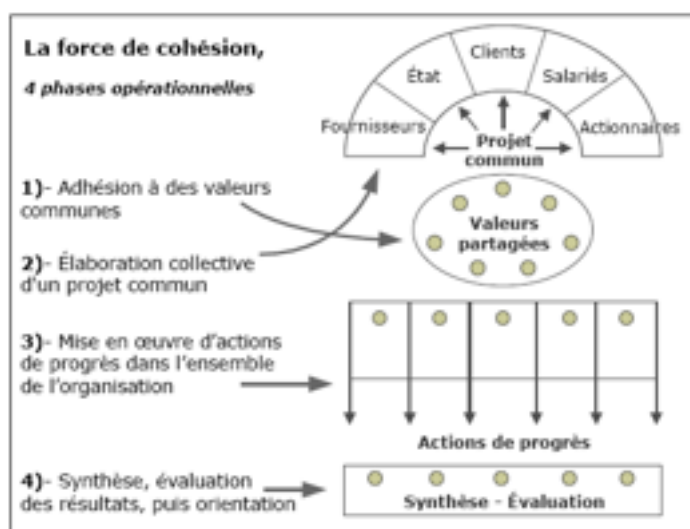 La force de cohésion,
4 phases opérationnelles
Clients
État
Salariés
Fournisseurs
Actionnaires
Projet
commun
1)- Adhésion à des valeurs
communes
Valeurs
partagées
2)- Élaboration collective
d'un projet commun
3)- Mise en œuvre d'actions
de progrès dans l'ensemble
de l'organisation
Actions de progrès
4)- Synthèse, évaluation
des résultats, puis orientation
Synthèse - Évaluation